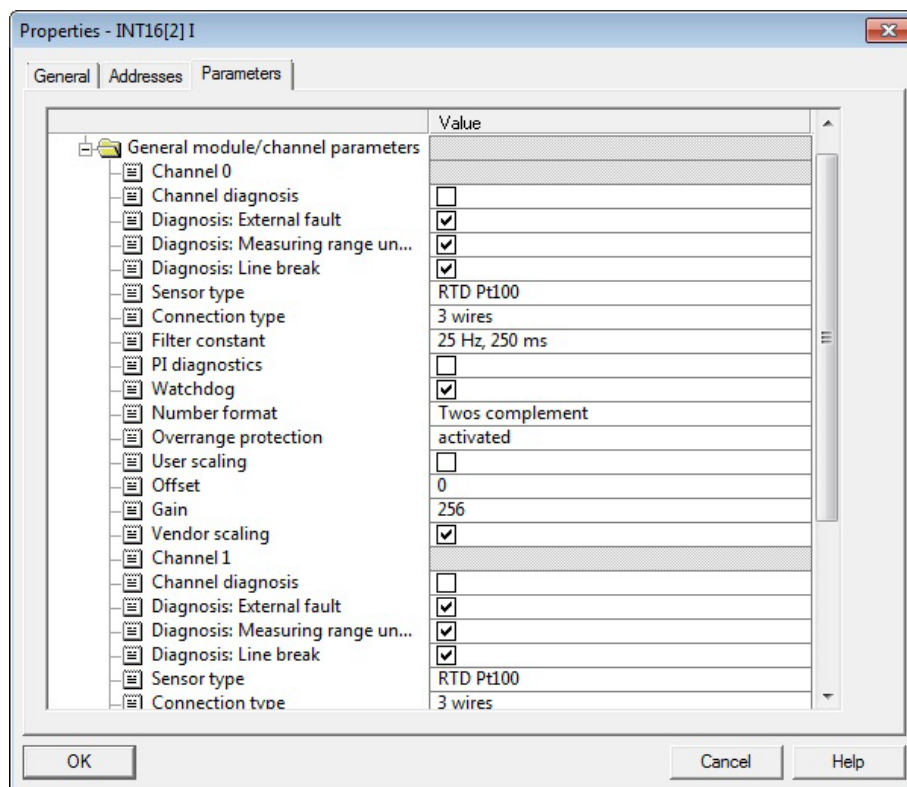 Properties - INT16[2] I
General Addresses Parameters
Value
General module/channel parameters
Channel 0
Channel diagnosis
Diagnosis: External fault
Diagnosis: Measuring range un...
Diagnosis: Line break
Sensor type RTD Pt100
Connection type 3 wires
Filter constant 25 Hz, 250 ms
PI diagnostics
Watchdog
Number format Twos complement
Overrange protection activated
User scaling
Offset 0
Gain 256
Vendor scaling
Channel 1
Channel diagnosis
Diagnosis: External fault
Diagnosis: Measuring range un...
Diagnosis: Line break
Sensor type RTD Pt100
Connection type 3 wires
OK Cancel Help